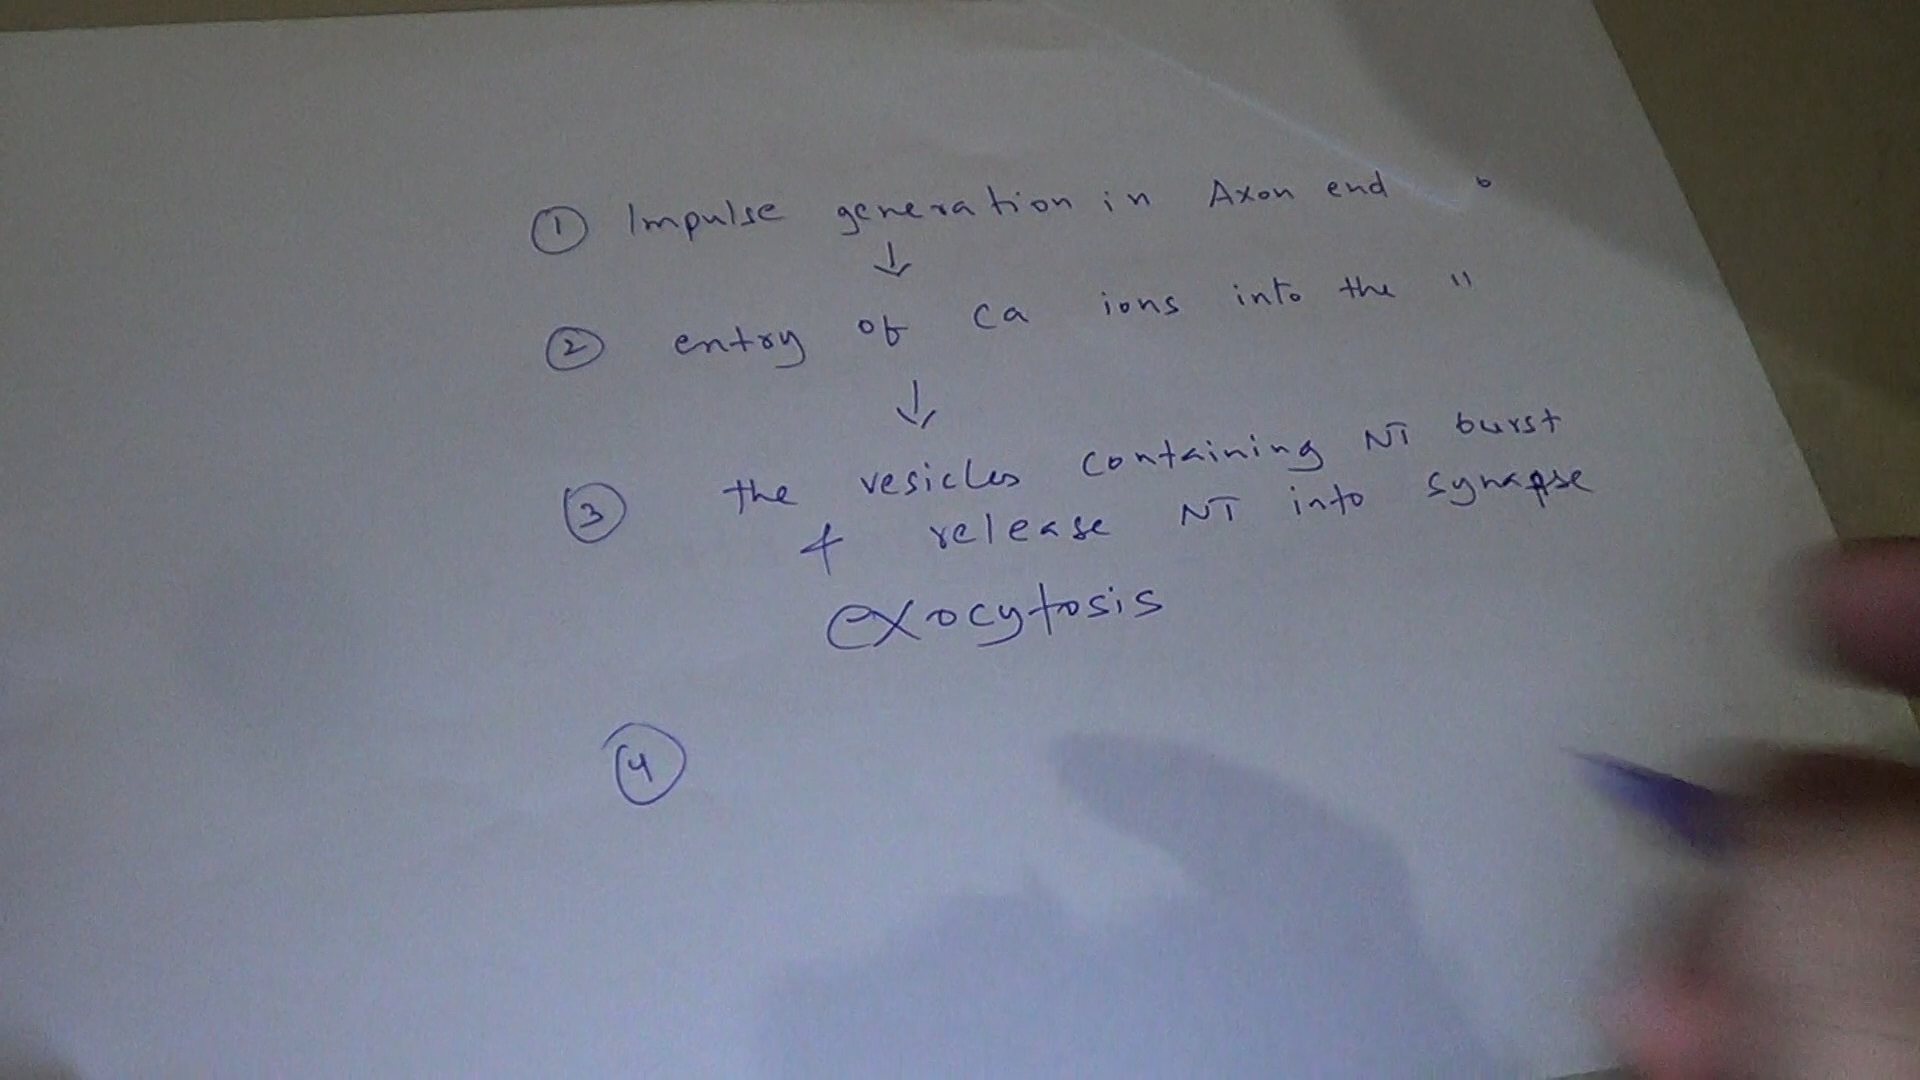 ① Impulse generation in Axon end
↓
② entry of Ca ions into the "
↓
③ the vesicles containing NT burst
& release NT into synapse
exocytosis
④